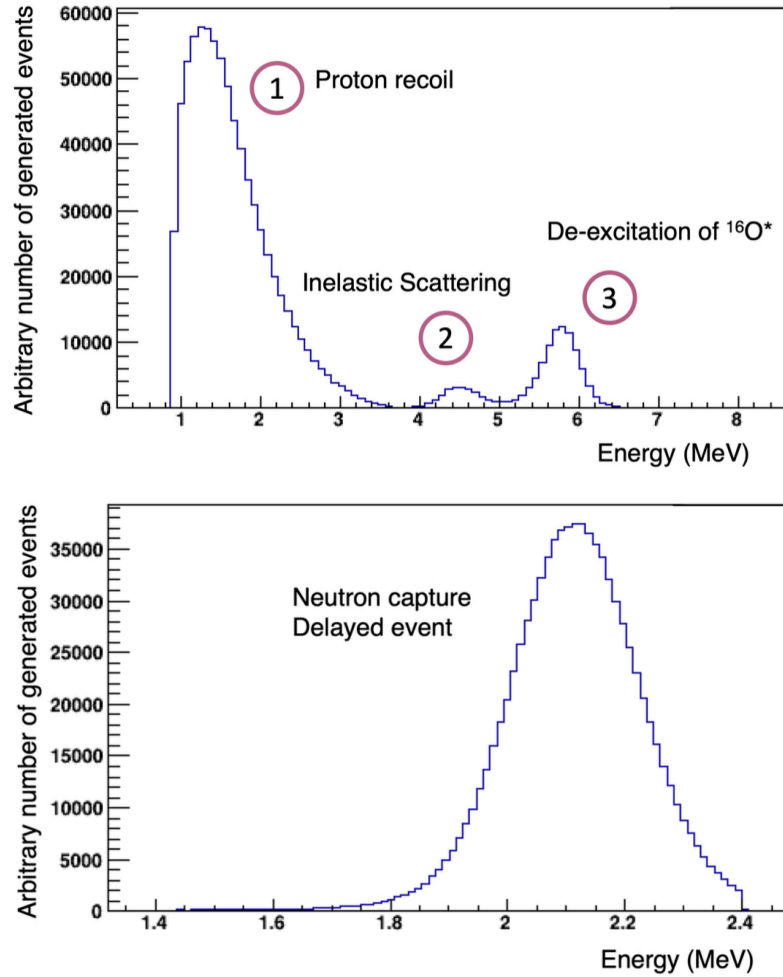 Arbitrary number of generated events
60000
50000
40000
30000
20000
10000
0
1 Proton recoil
De-excitation of ¹⁶O*
Inelastic Scattering
3
2
1 2 3 4 5 6 7 8
Energy (MeV)
Arbitrary number of generated events
35000
30000
25000
20000
15000
10000
5000
0
Neutron capture
Delayed event
1.4 1.6 1.8 2 2.2 2.4
Energy (MeV)